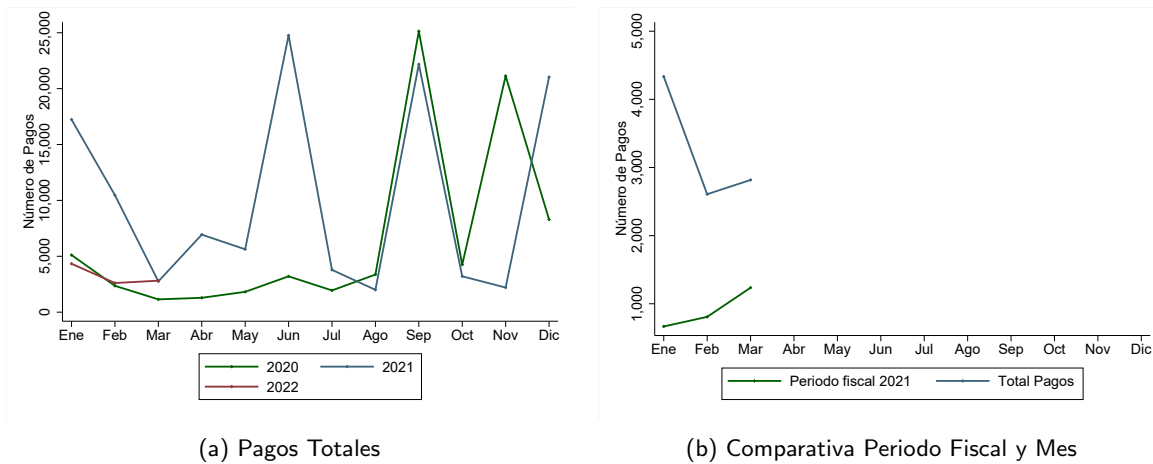 Número de Pagos
25,000
20,000
15,000
10,000
5,000
0
Ene Feb Mar Abr May Jun Jul Ago Sep Oct Nov Dic
2020 2021
2022
(a) Pagos Totales
Número de Pagos
5,000
4,000
3,000
2,000
1,000
Ene Feb Mar Abr May Jun Jul Ago Sep Oct Nov Dic
Periodo fiscal 2021 Total Pagos
(b) Comparativa Periodo Fiscal y Mes